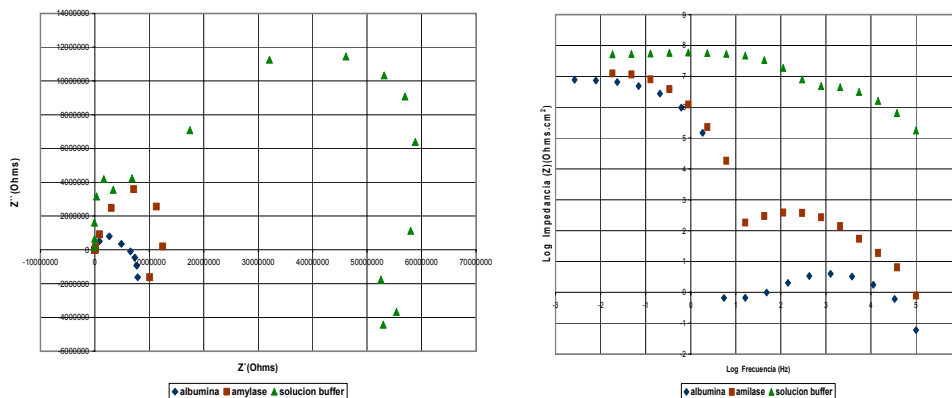 14000000
12000000
10000000
8000000
6000000
4000000
2000000
0
-2000000
-4000000
-6000000
-10000000 0 10000000 20000000 30000000 40000000 50000000 60000000 70000000
Z``(Ohms)
Z`(Ohms)
albumina amylase solucion buffer
9
8
7
6
5
4
3
2
1
0
-1
-2
-3 -2 -1 0 1 2 3 4 5
Log Impedancia (Z)(Ohms.cm²)
Log Frecuencia (Hz)
albumina amilase solucion buffer